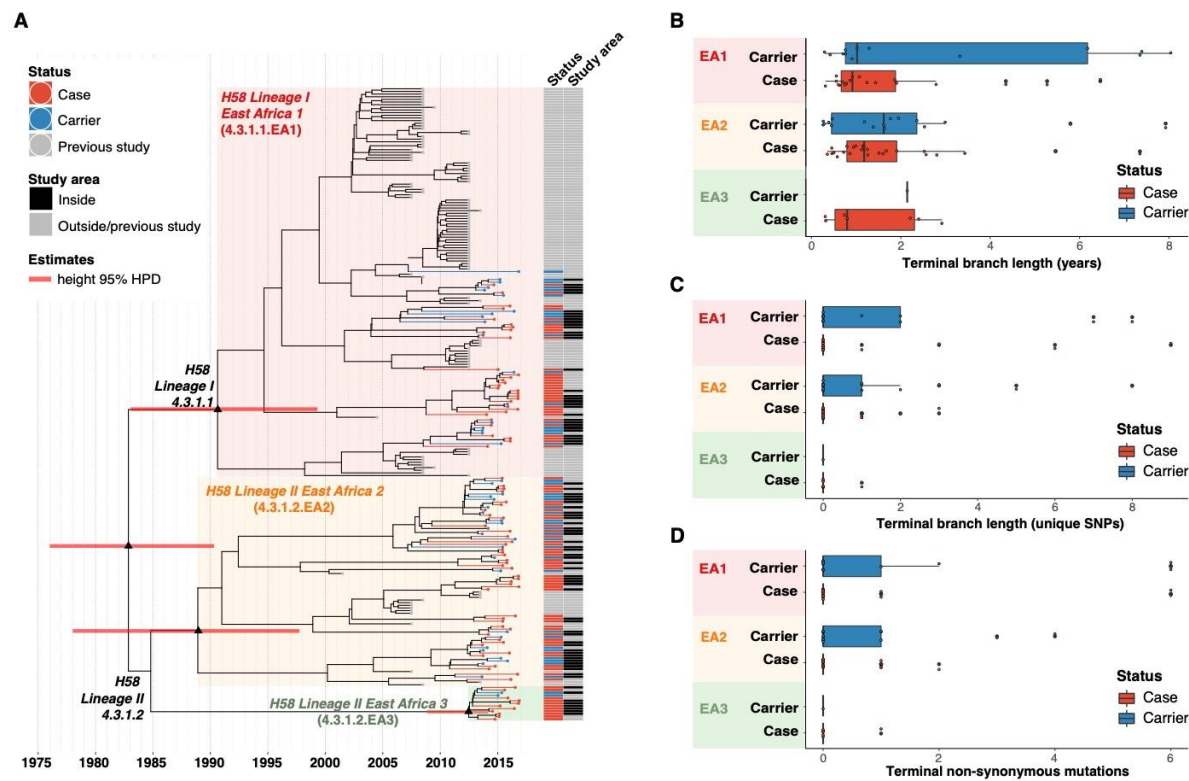 A
Status
Case
Carrier
Previous study
Study area
Inside
Outside/previous study
Estimates
height 95% HPD
Status
Study area
H58 Lineage I
East Africa 1
(4.3.1.1.EA1)
H58
Lineage I
4.3.1.1
H58 Lineage II East Africa 2
(4.3.1.2.EA2)
H58
Lineage II
4.3.1.2
H58 Lineage II East Africa 3
(4.3.1.2.EA3)
1975 1980 1985 1990 1995 2000 2005 2010 2015
B
EA1 Carrier
Case
EA2 Carrier
Case
EA3 Carrier
Case
Status
Case
Carrier
0 2 4 6 8
Terminal branch length (years)
C
EA1 Carrier
Case
EA2 Carrier
Case
EA3 Carrier
Case
Status
Case
Carrier
0 2 4 6 8
Terminal branch length (unique SNPs)
D
EA1 Carrier
Case
EA2 Carrier
Case
EA3 Carrier
Case
Status
Case
Carrier
0 2 4 6
Terminal non-synonymous mutations